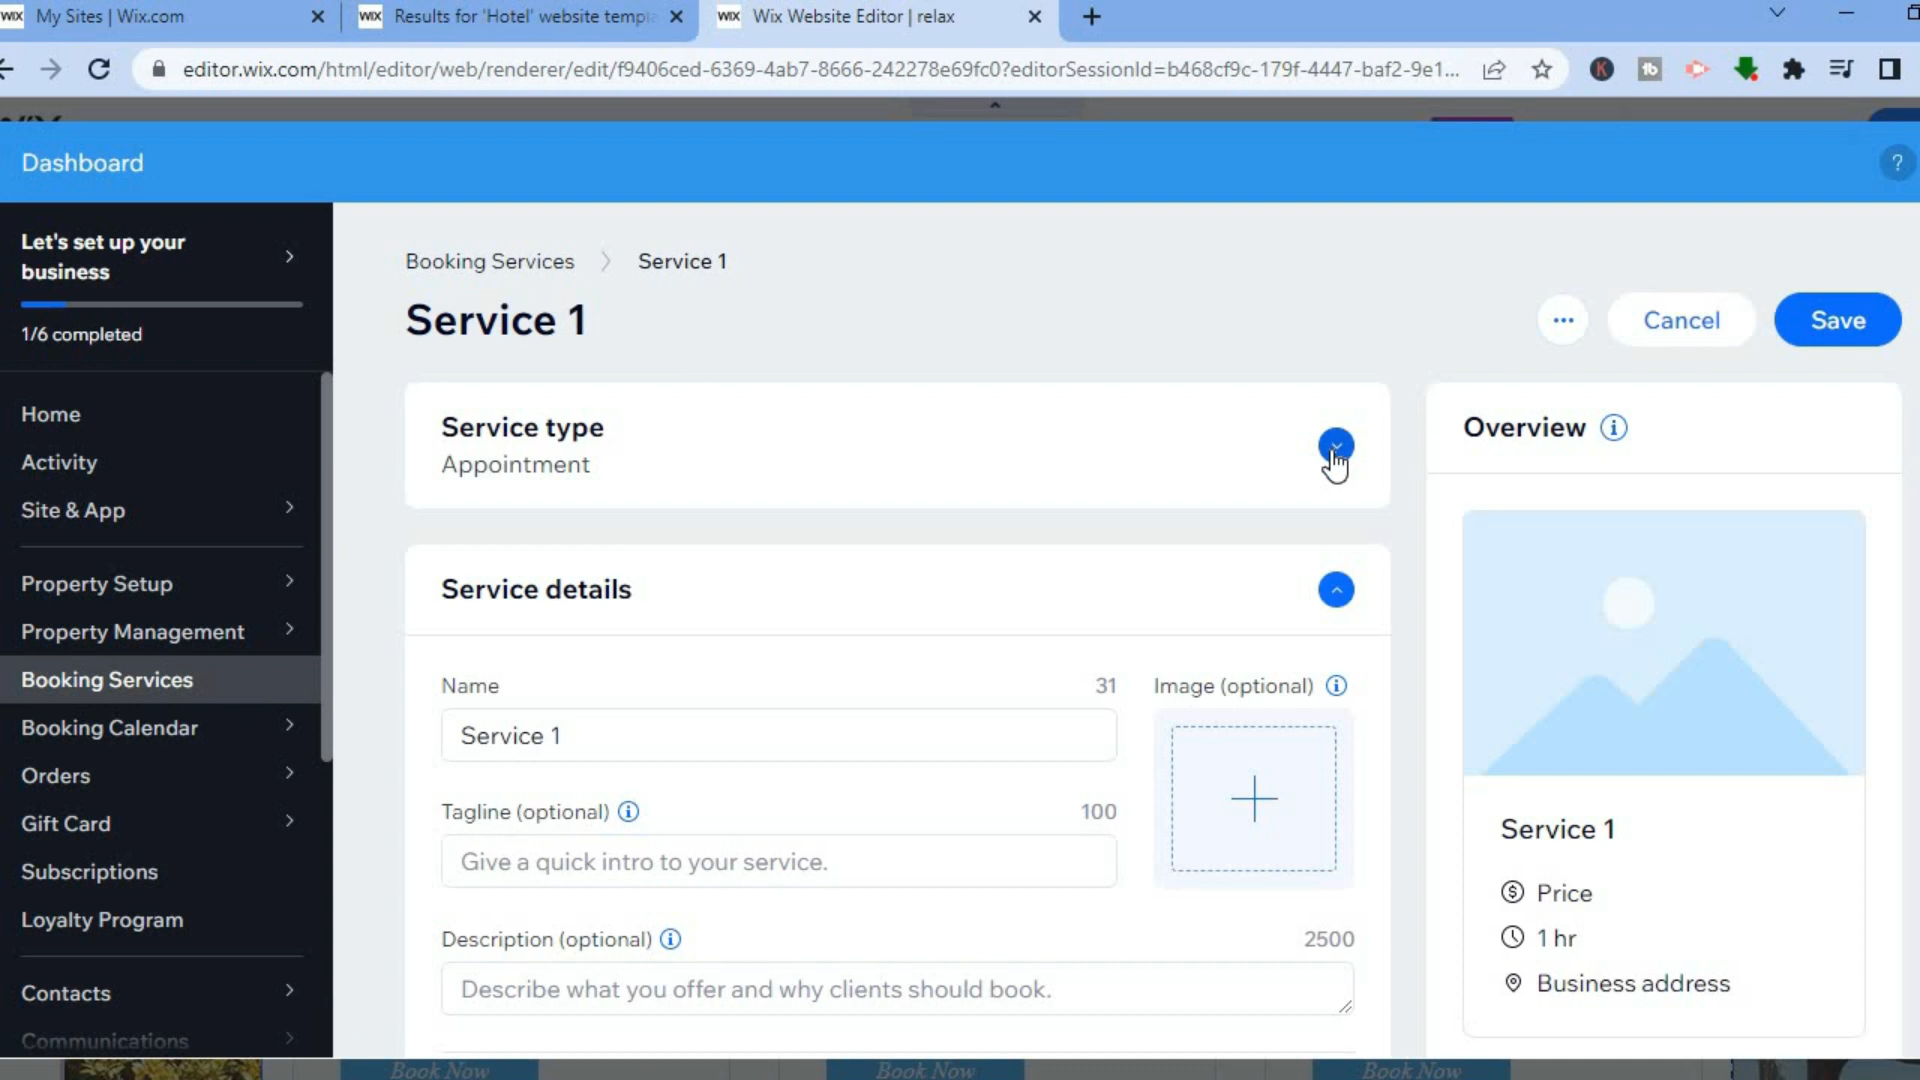 WIX My Sites | Wix.com
WIX Results for 'Hotel' website templa
WIX Wix Website Editor | relax
editor.wix.com/html/editor/web/renderer/edit/f9406ced-6369-4ab7-8666-242278e69fc0?editorSessionId=b468cf9c-179f-4447-baf2-9e1...
K
tb
Dashboard
?
Let's set up your
business
1/6 completed
Home
Activity
Site & App
Property Setup
Property Management
Booking Services
Booking Calendar
Orders
Gift Card
Subscriptions
Loyalty Program
Contacts
Communications
Booking Services > Service 1
Service 1
... Cancel Save
Service type
Appointment
Service details
Name 31
Service 1
Image (optional)
Tagline (optional) 100
Give a quick intro to your service.
Description (optional) 2500
Describe what you offer and why clients should book.
Overview
Service 1
Price
1 hr
Business address
Book Now Book Now Book Now